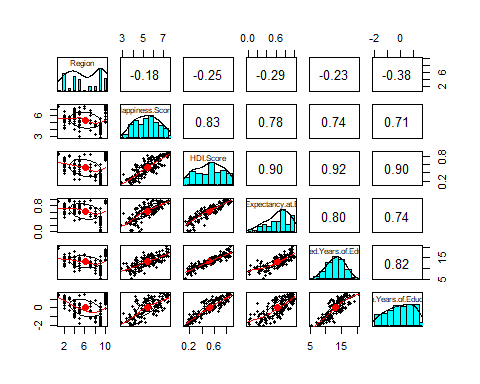 3 5 7 0.0 0.6 -2 0
Region -0.18 -0.25 -0.29 -0.23 -0.38 2 6
3 6 appiness.Scor 0.83 0.78 0.74 0.71
HDI.Score 0.90 0.92 0.90 0.2 0.8
0.0 0.8 Expectancy.at.B 0.80 0.74
ed.Years.of.Edu 0.82 5 15
-2 0 .Years.of.Educ
2 6 10 0.2 0.6 5 15